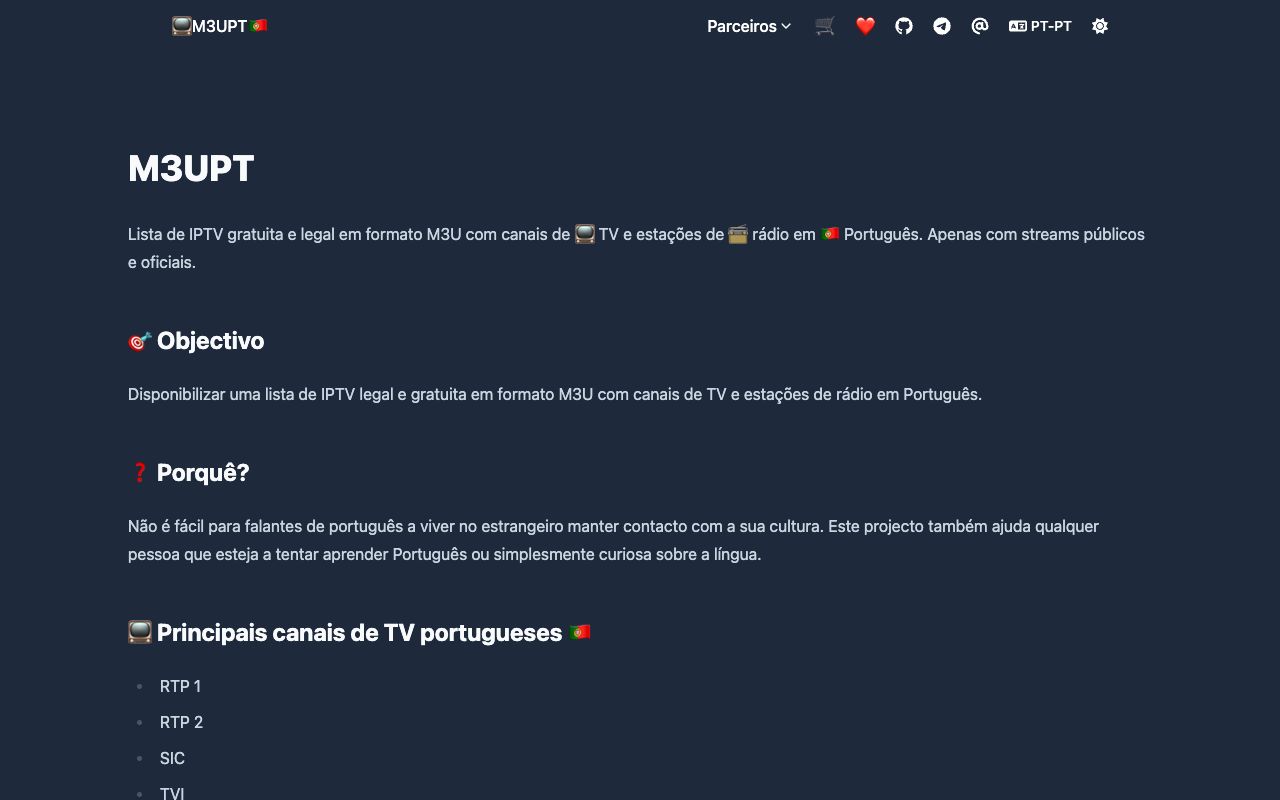 M3UPT
Parceiros
PT-PT
M3UPT
Lista de IPTV gratuita e legal em formato M3U com canais de TV e estações de rádio em Português. Apenas com streams públicos
e oficiais.
Objectivo
Disponibilizar uma lista de IPTV legal e gratuita em formato M3U com canais de TV e estações de rádio em Português.
Porquê?
Não é fácil para falantes de português a viver no estrangeiro manter contacto com a sua cultura. Este projecto também ajuda qualquer
pessoa que esteja a tentar aprender Português ou simplesmente curiosa sobre a língua.
Principais canais de TV portugueses
RTP 1
RTP 2
SIC
TVI